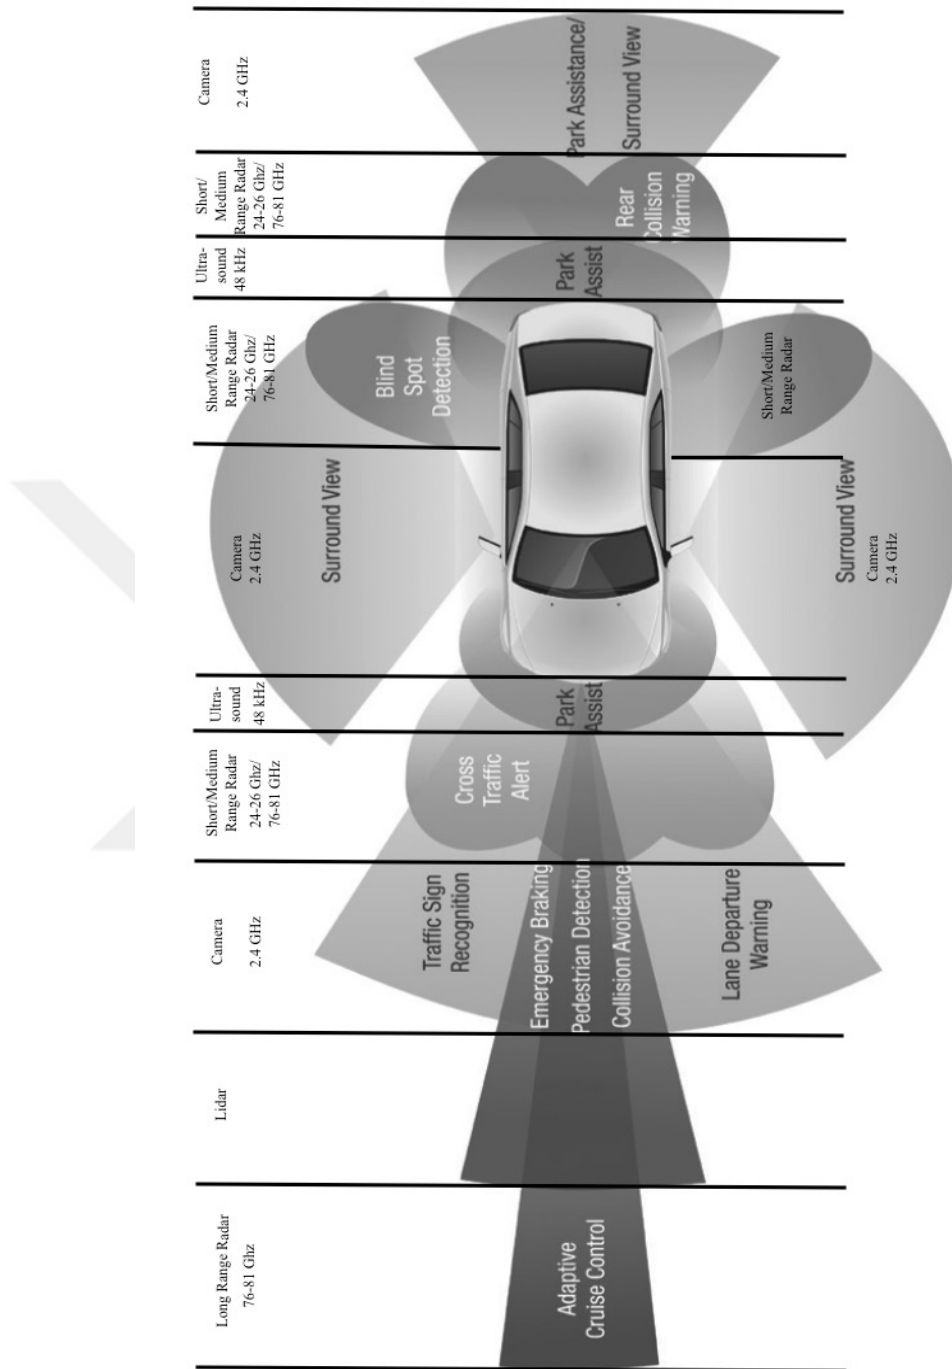 Camera
2.4 GHz
Park Assistance/
Surround View
Short/
Medium
Range Radar
24-26 Ghz/
76-81 GHz
Rear
Collision
Warning
Ultra-
sound
48 kHz
Park
Assist
Short/Medium
Range Radar
24-26 Ghz/
76-81 GHz
Blind
Spot
Detection
Short/Medium
Range Radar
Camera
2.4 GHz
Surround View
Surround View
Camera
2.4 GHz
Ultra-
sound
48 kHz
Park
Assist
Short/Medium
Range Radar
24-26 Ghz/
76-81 GHz
Cross
Traffic
Alert
Camera
2.4 GHz
Traffic Sign
Recognition
Emergency Braking
Pedestrian Detection
Collision Avoidance
Lane Departure
Warning
Lidar
Long Range Radar
76-81 Ghz
Adaptive
Cruise Control